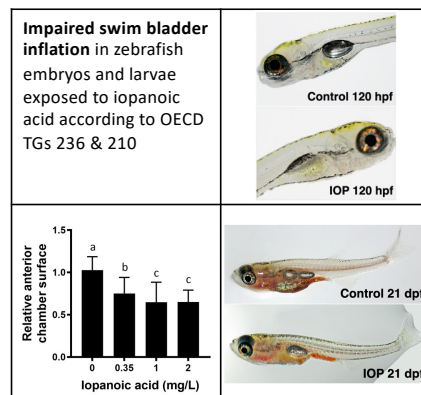 Impaired swim bladder
inflation in zebrafish
embryos and larvae
exposed to iopanoic
acid according to OECD
TGs 236 & 210
Control 120 hpf
IOP 120 hpf
Relative anterior
chamber surface
1.5
1.0
0.5
0.0
a
b
c
c
0
0.35
1
2
Iopanoic acid (mg/L)
Control 21 dpf
IOP 21 dpf